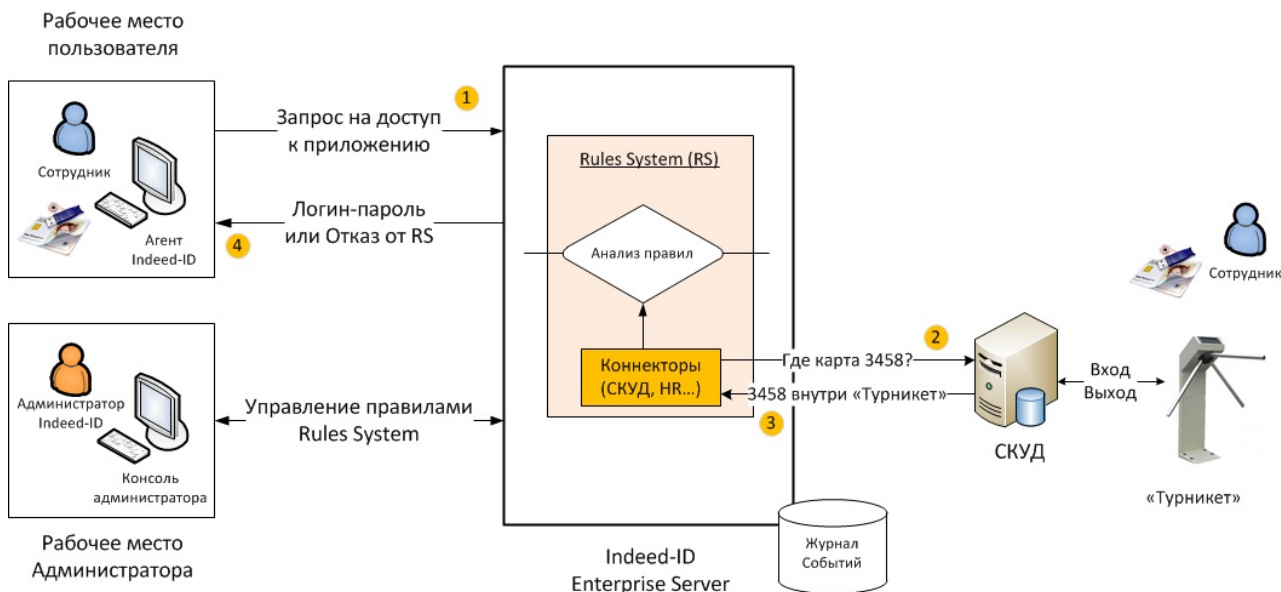 Рабочее место
пользователя
Сотрудник
Агент
Indeed-ID
1
Запрос на доступ
к приложению
Логин-пароль
или Отказ от RS
4
Rules System (RS)
Анализ правил
Коннекторы
(СКУД, HR...)
2
Где карта 3458?
3458 внутри «Турникет»
3
СКУД
Вход
Выход
Сотрудник
«Турникет»
Администратор
Indeed-ID
Консоль
администратора
Управление правилами
Rules System
Рабочее место
Администратора
Indeed-ID
Enterprise Server
Журнал
Событий